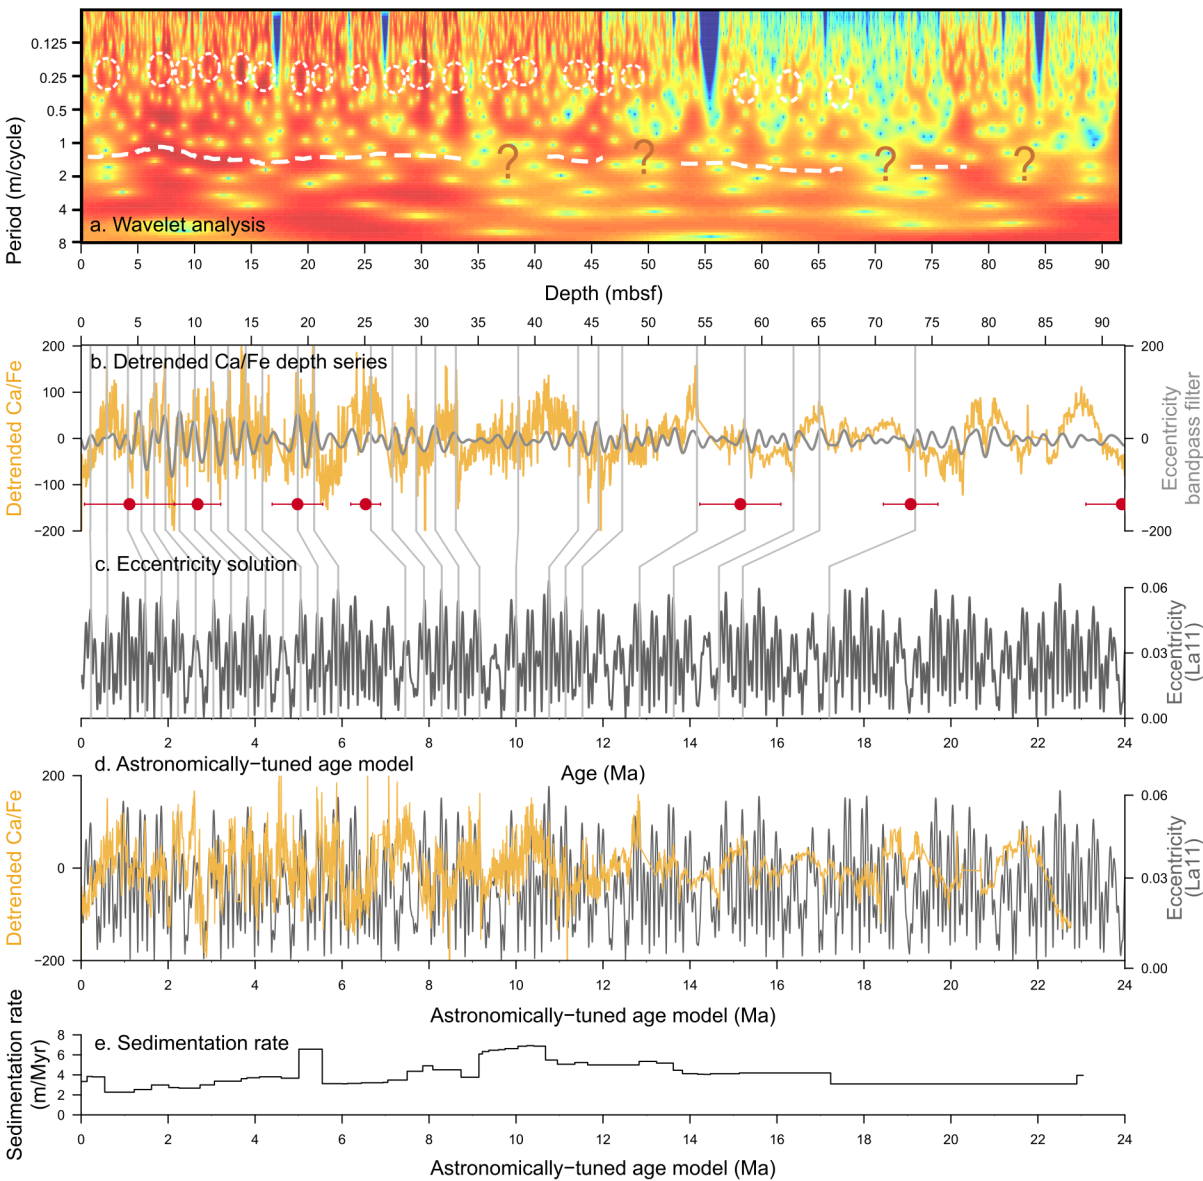 0.125
0.25
0.5
1
2
4
8
Period (m/cycle)
? ? ? ?
a. Wavelet analysis
0 5 10 15 20 25 30 35 40 45 50 55 60 65 70 75 80 85 90
Depth (mbsf)
0 5 10 15 20 25 30 35 40 45 50 55 60 65 70 75 80 85 90
b. Detrended Ca/Fe depth series
200
100
0
−100
−200
Detrended Ca/Fe
200
0
−200
Eccentricity
bandpass filter
c. Eccentricity solution
0.06
0.03
0.00
Eccentricity
(La11)
0 2 4 6 8 10 12 14 16 18 20 22 24
Age (Ma)
d. Astronomically−tuned age model
200
0
−200
Detrended Ca/Fe
0.06
0.03
0.00
Eccentricity
(La11)
0 2 4 6 8 10 12 14 16 18 20 22 24
Astronomically−tuned age model (Ma)
e. Sedimentation rate
8
6
4
2
0
Sedimentation rate
(m/Myr)
0 2 4 6 8 10 12 14 16 18 20 22 24
Astronomically−tuned age model (Ma)